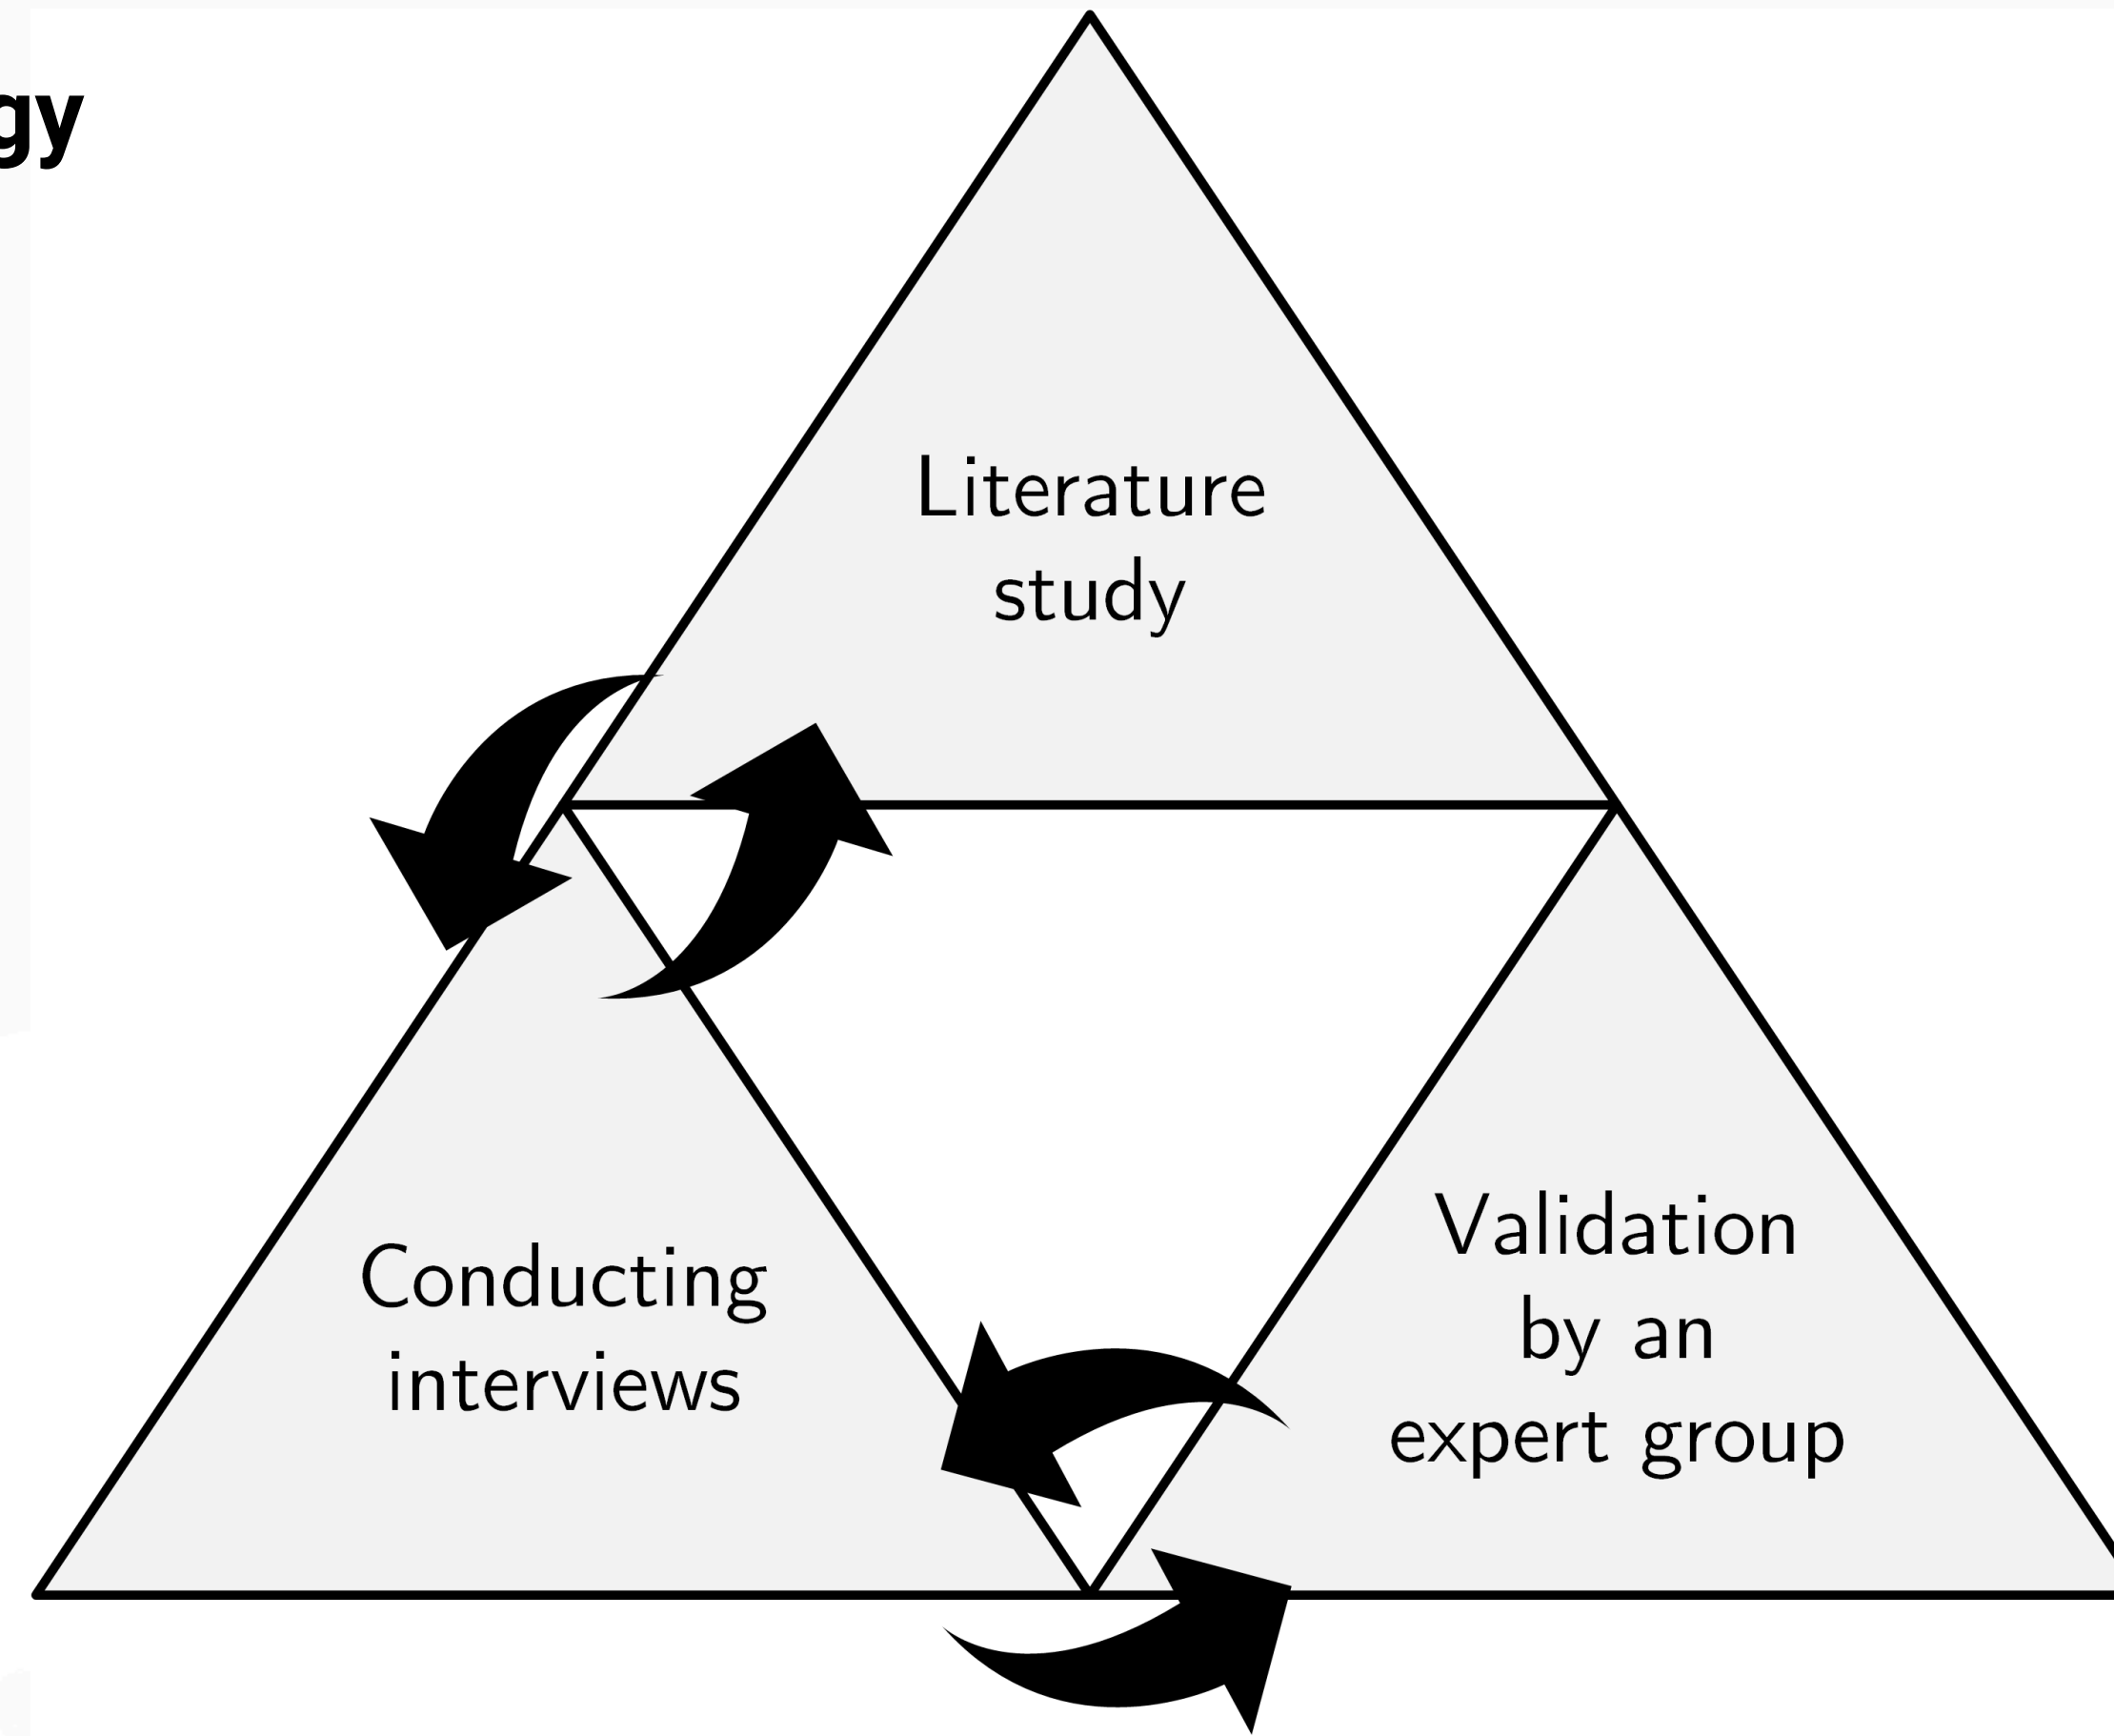 gy
Literature
study
Conducting
interviews
Validation
by an
expert group